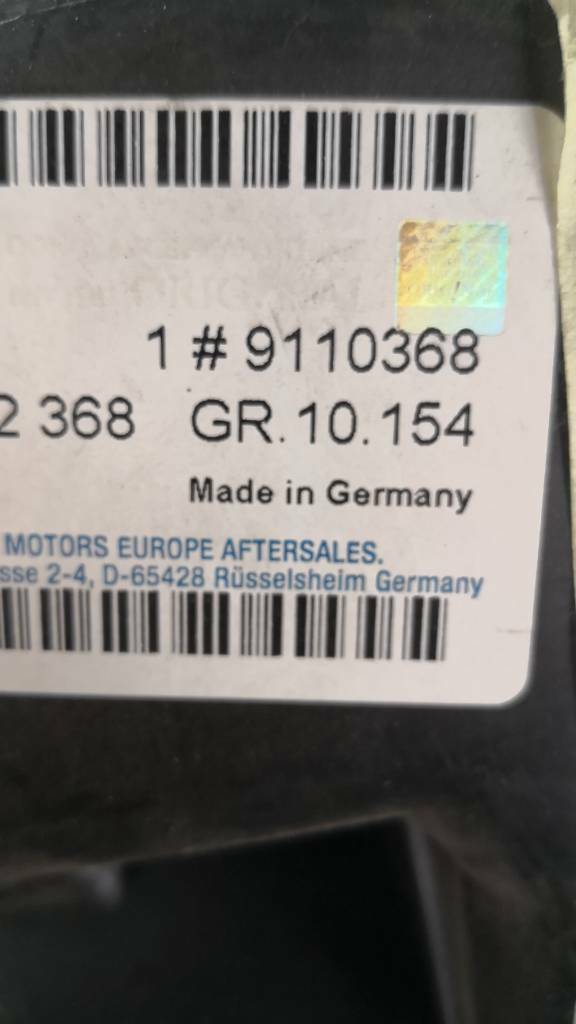 1 # 9110368
2 368 GR.10.154
Made in Germany
MOTORS EUROPE AFTERSALES.
sse 2-4, D-65428 Rüsselsheim Germany